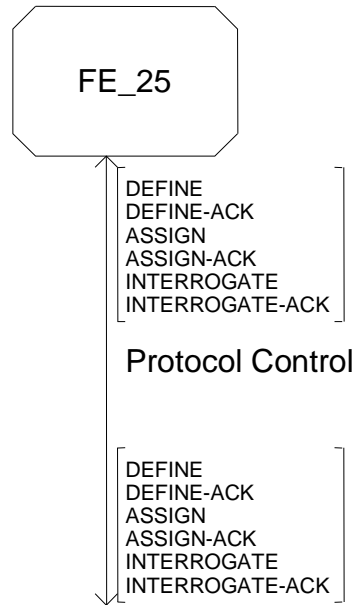 FE_25
DEFINE
DEFINE-ACK
ASSIGN
ASSIGN-ACK
INTERROGATE
INTERROGATE-ACK
Protocol Control
DEFINE
DEFINE-ACK
ASSIGN
ASSIGN-ACK
INTERROGATE
INTERROGATE-ACK